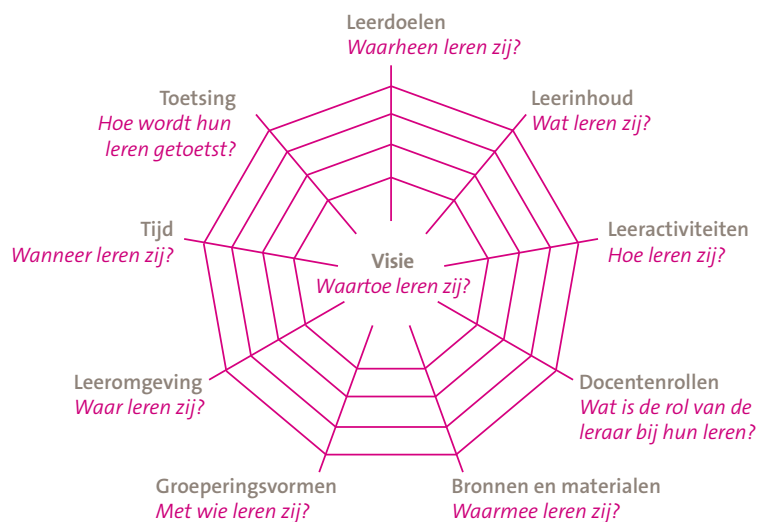 Leerdoelen
Waarheen leren zij?
Leerinhoud
Wat leren zij?
Leeractiviteiten
Hoe leren zij?
Docentenrollen
Wat is de rol van de
leraar bij hun leren?
Bronnen en materialen
Waarmee leren zij?
Groeperingsvormen
Met wie leren zij?
Leeromgeving
Waar leren zij?
Tijd
Wanneer leren zij?
Toetsing
Hoe wordt hun
leren getoetst?
Visie
Waartoe leren zij?